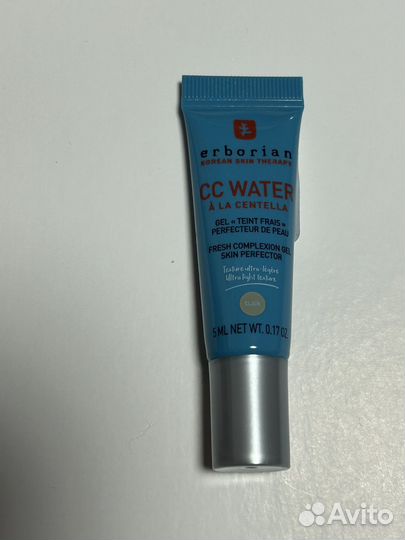 erborian
KOREAN SKIN THERAPY
CC WATER
À LA CENTELLA
GEL « TEINT FRAIS »
PERFECTEUR DE PEAU
FRESH COMPLEXION GEL
SKIN PERFECTOR
Texture ultra-légère
Ultra light texture
CLAIR
5 ML NET WT. 0.17 OZ.
Avito